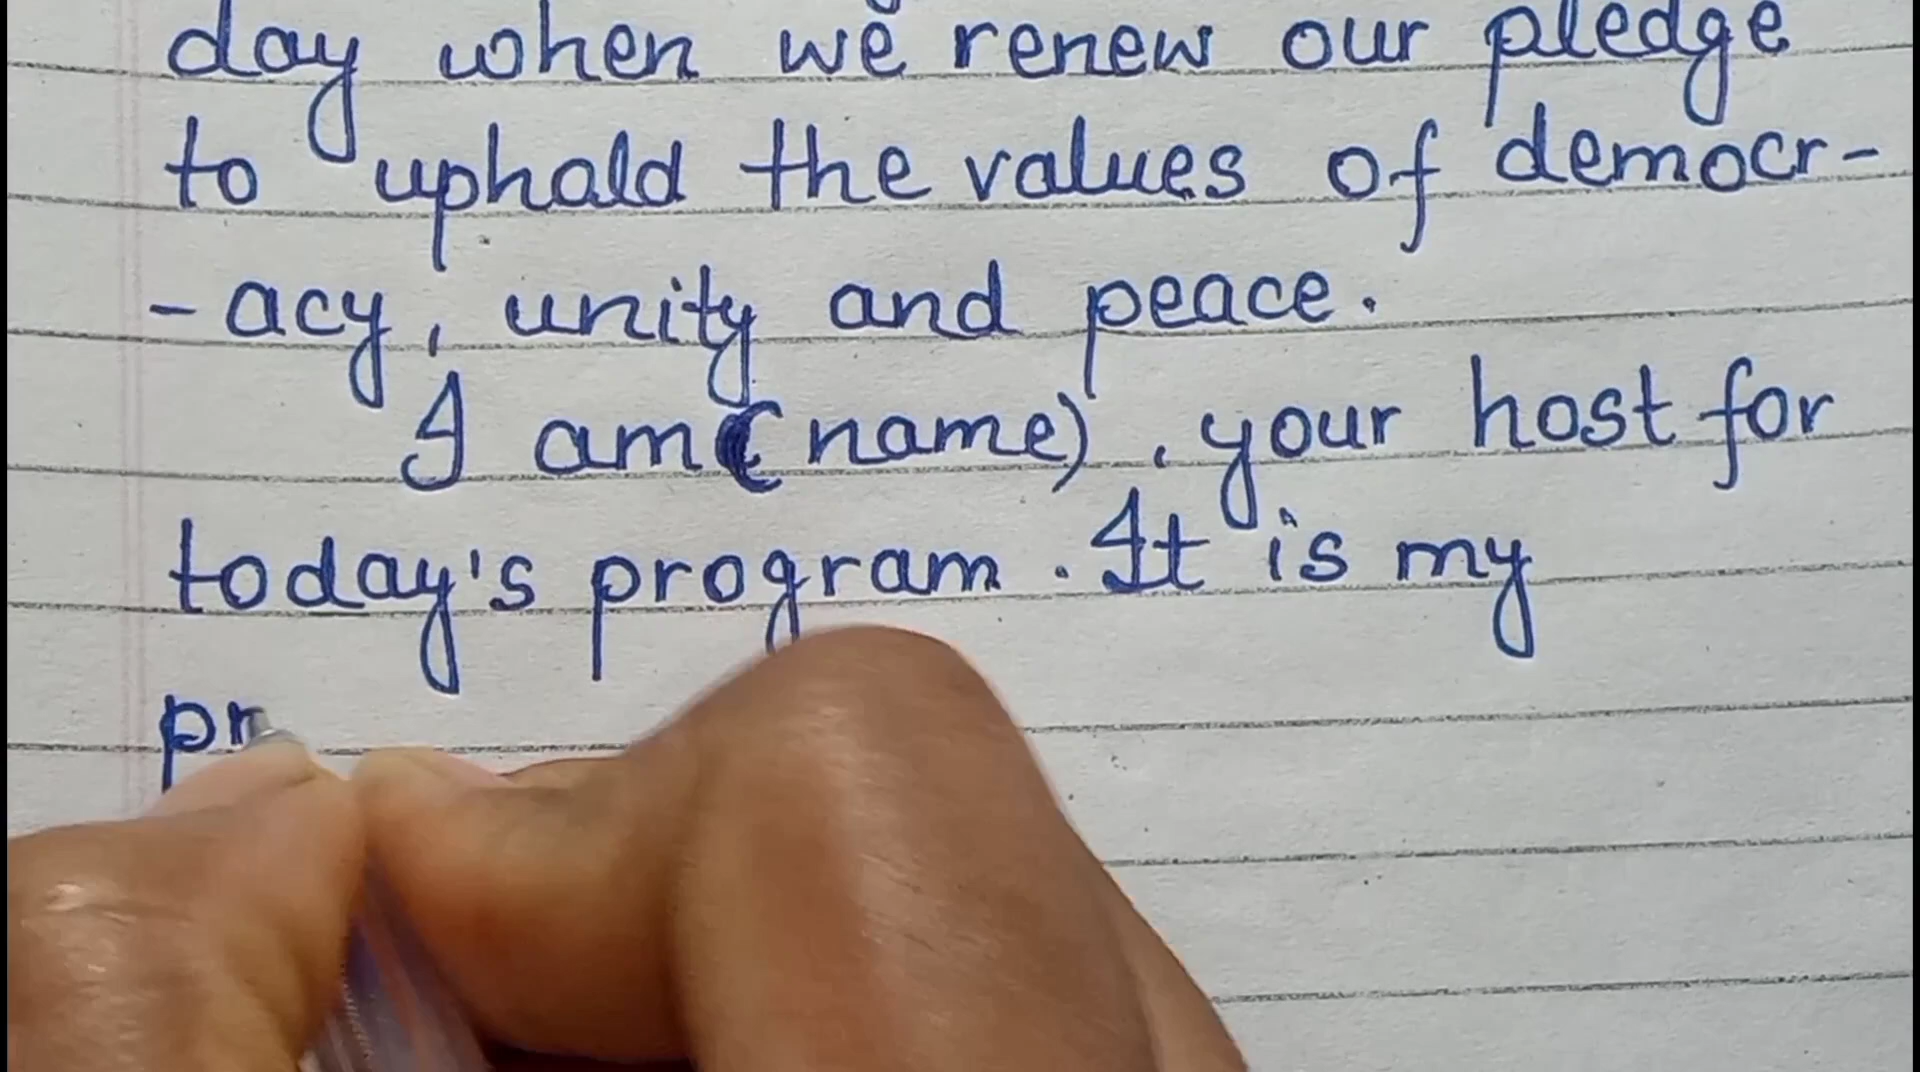 day when we renew our pledge
to uphald the values of democr-
- acy, unity and peace.
I am (name), your host for
today's program. It is my
pr